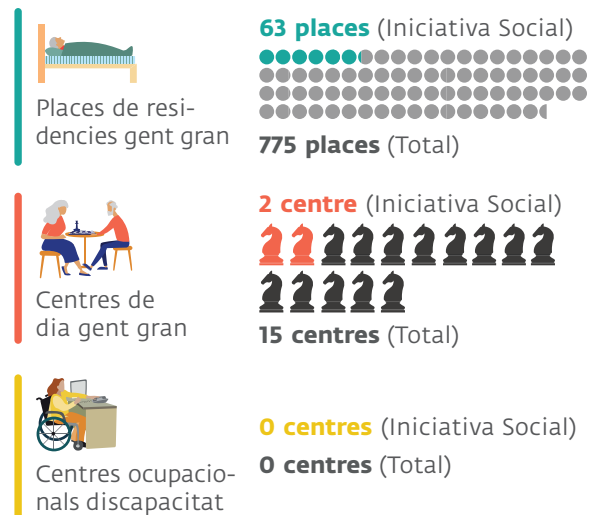 63 places (Iniciativa Social)
Places de resi-
dencies gent gran
775 places (Total)
2 centre (Iniciativa Social)
Centres de
dia gent gran
15 centres (Total)
0 centres (Iniciativa Social)
0 centres (Total)
Centres ocupacio-
nals discapacitat